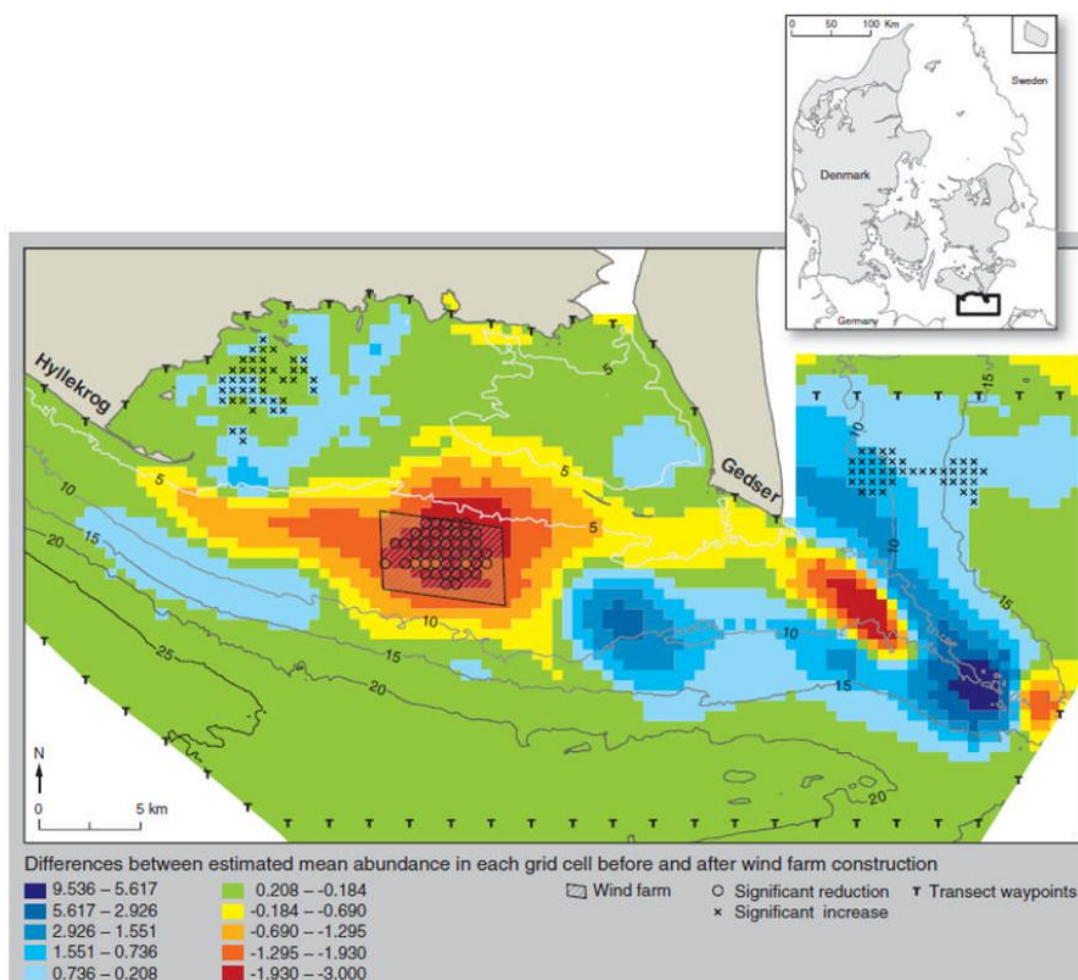 0 50 100 Km
Sweden
Denmark
Germany
Hyllekrog
Gedser
5
5
5
5
5
10
15
20
25
10
15
20
10
15
10
10
15
15
20
N
0 5 km
Differences between estimated mean abundance in each grid cell before and after wind farm construction
9.536 – 5.617
5.617 – 2.926
2.926 – 1.551
1.551 – 0.736
0.736 – 0.208
0.208 – -0.184
-0.184 – -0.690
-0.690 – -1.295
-1.295 – -1.930
-1.930 – -3.000
Wind farm
Significant reduction
Significant increase
Transect waypoints